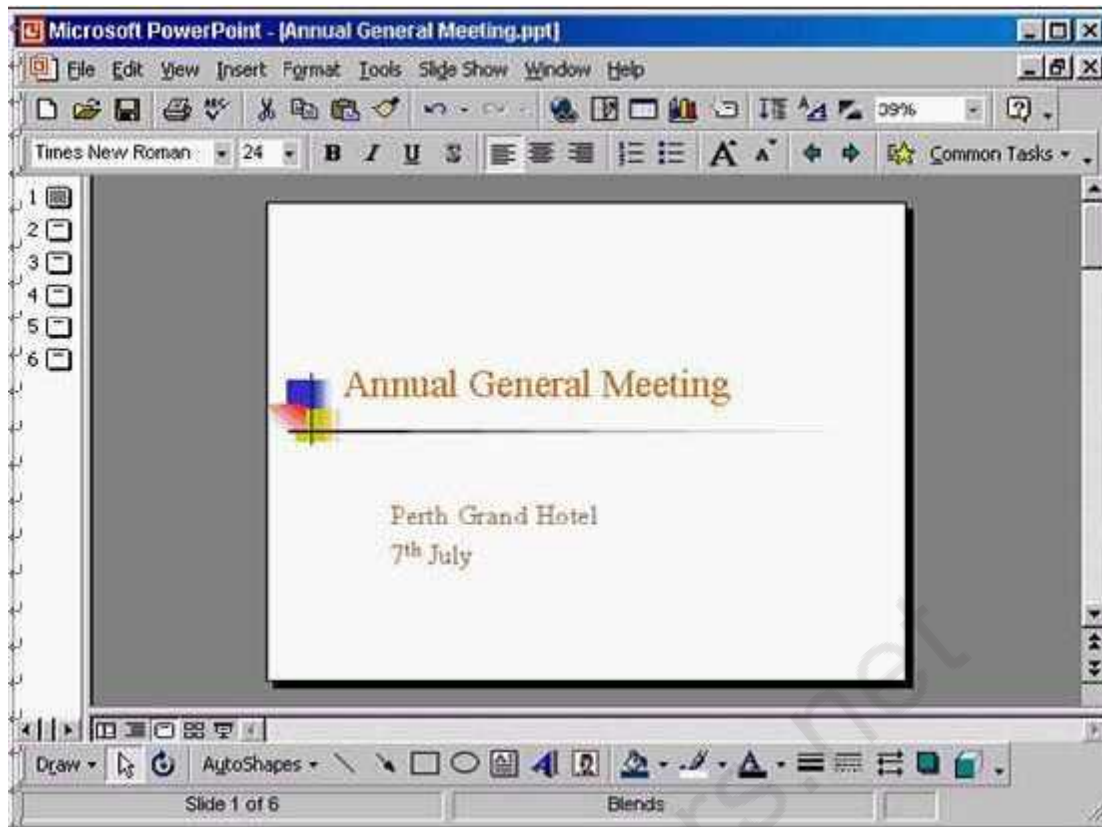 Microsoft PowerPoint - [Annual General Meeting.ppt]
File Edit View Insert Format Tools Slide Show Window Help
39%
Times New Roman 24 B I U S A A Common Tasks
1
2
3
4
5
6
Annual General Meeting
Perth Grand Hotel
7th July
Draw AutoShapes
Slide 1 of 6 Blends
rs.net